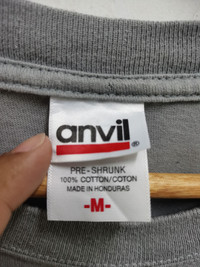 anvil®
PRE-SHRUNK
100% COTTON/COTON
MADE IN HONDURAS
-M-